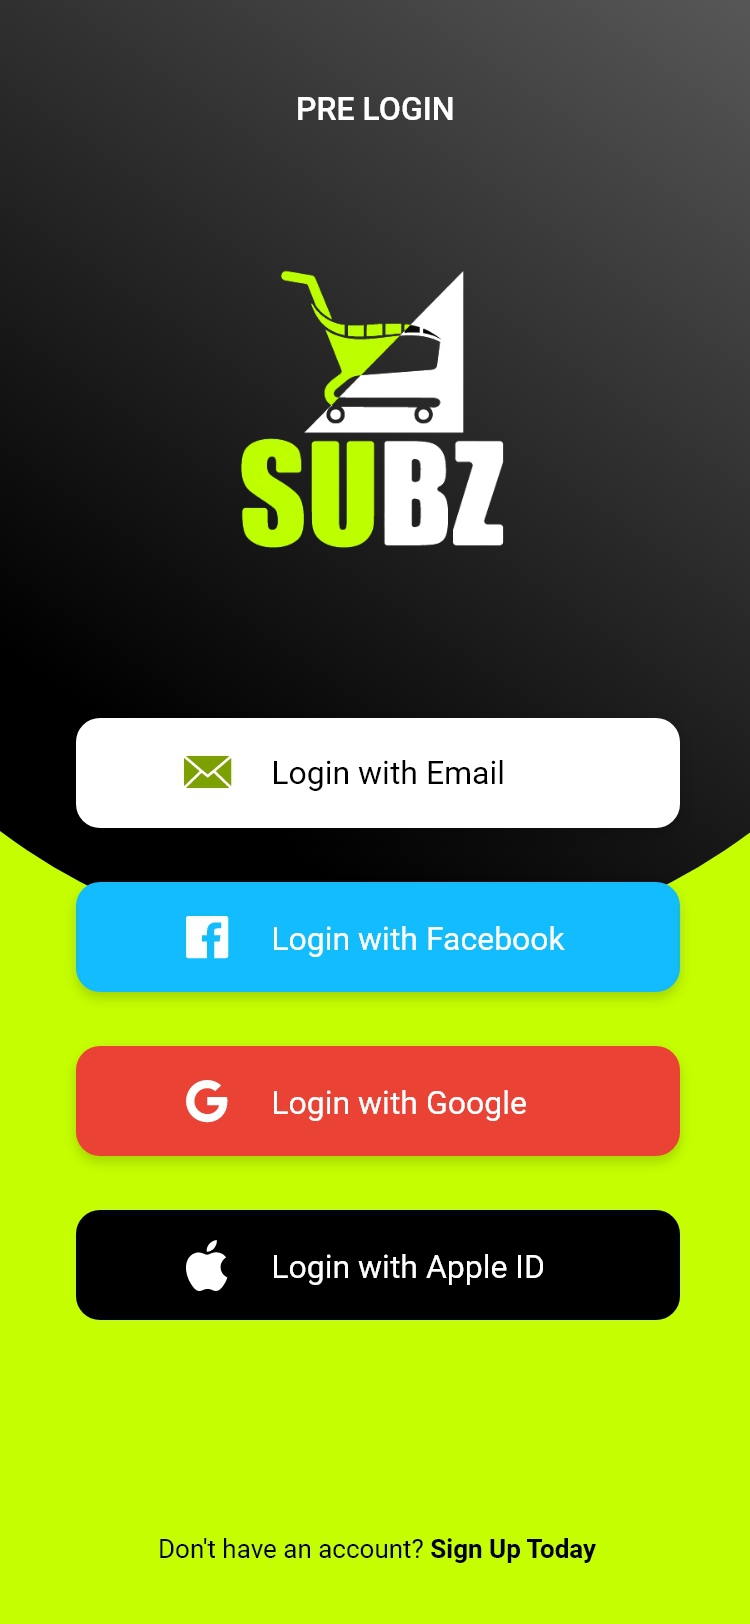 PRE LOGIN
SUBZ
Login with Email
Login with Facebook
Login with Google
Login with Apple ID
Don't have an account? Sign Up Today